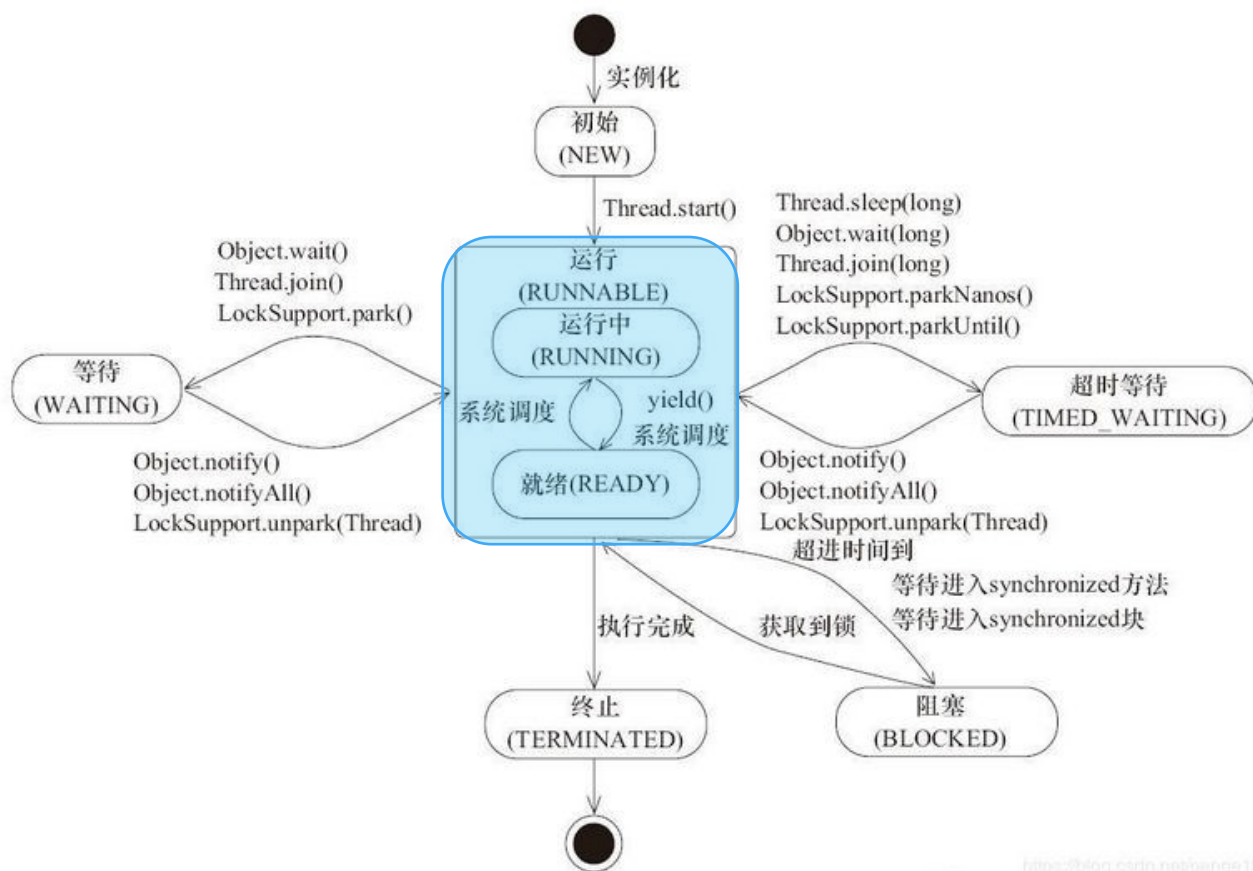 实例化
初始
(NEW)
Thread.start()
Object.wait()
Thread.join()
LockSupport.park()
Thread.sleep(long)
Object.wait(long)
Thread.join(long)
LockSupport.parkNanos()
LockSupport.parkUntil()
运行
(RUNNABLE)
运行中
(RUNNING)
系统调度
yield()
系统调度
就绪(READY)
等待
(WAITING)
超时等待
(TIMED_WAITING)
Object.notify()
Object.notifyAll()
LockSupport.unpark(Thread)
Object.notify()
Object.notifyAll()
LockSupport.unpark(Thread)
超进时间到
等待进入synchronized方法
等待进入synchronized块
执行完成
获取到锁
终止
(TERMINATED)
阻塞
(BLOCKED)